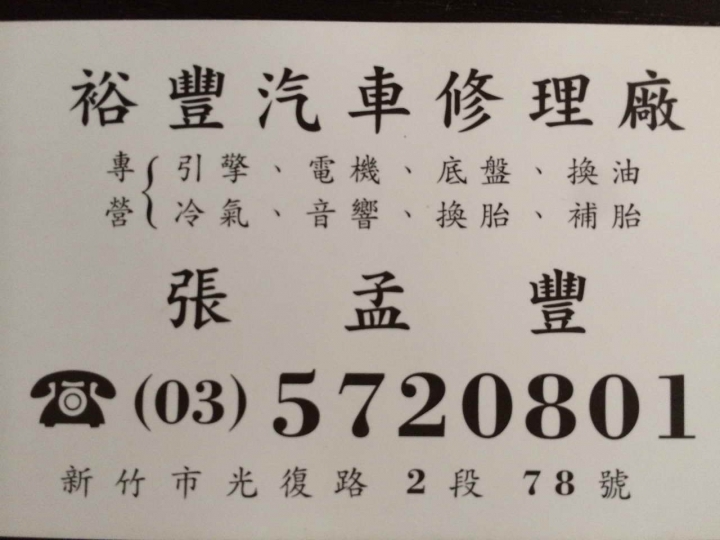 裕豐汽車修理廠
專營{引擎、電機、底盤、換油
冷氣、音響、換胎、補胎
張孟豐
(03)5720801
新竹市光復路 2段 78號